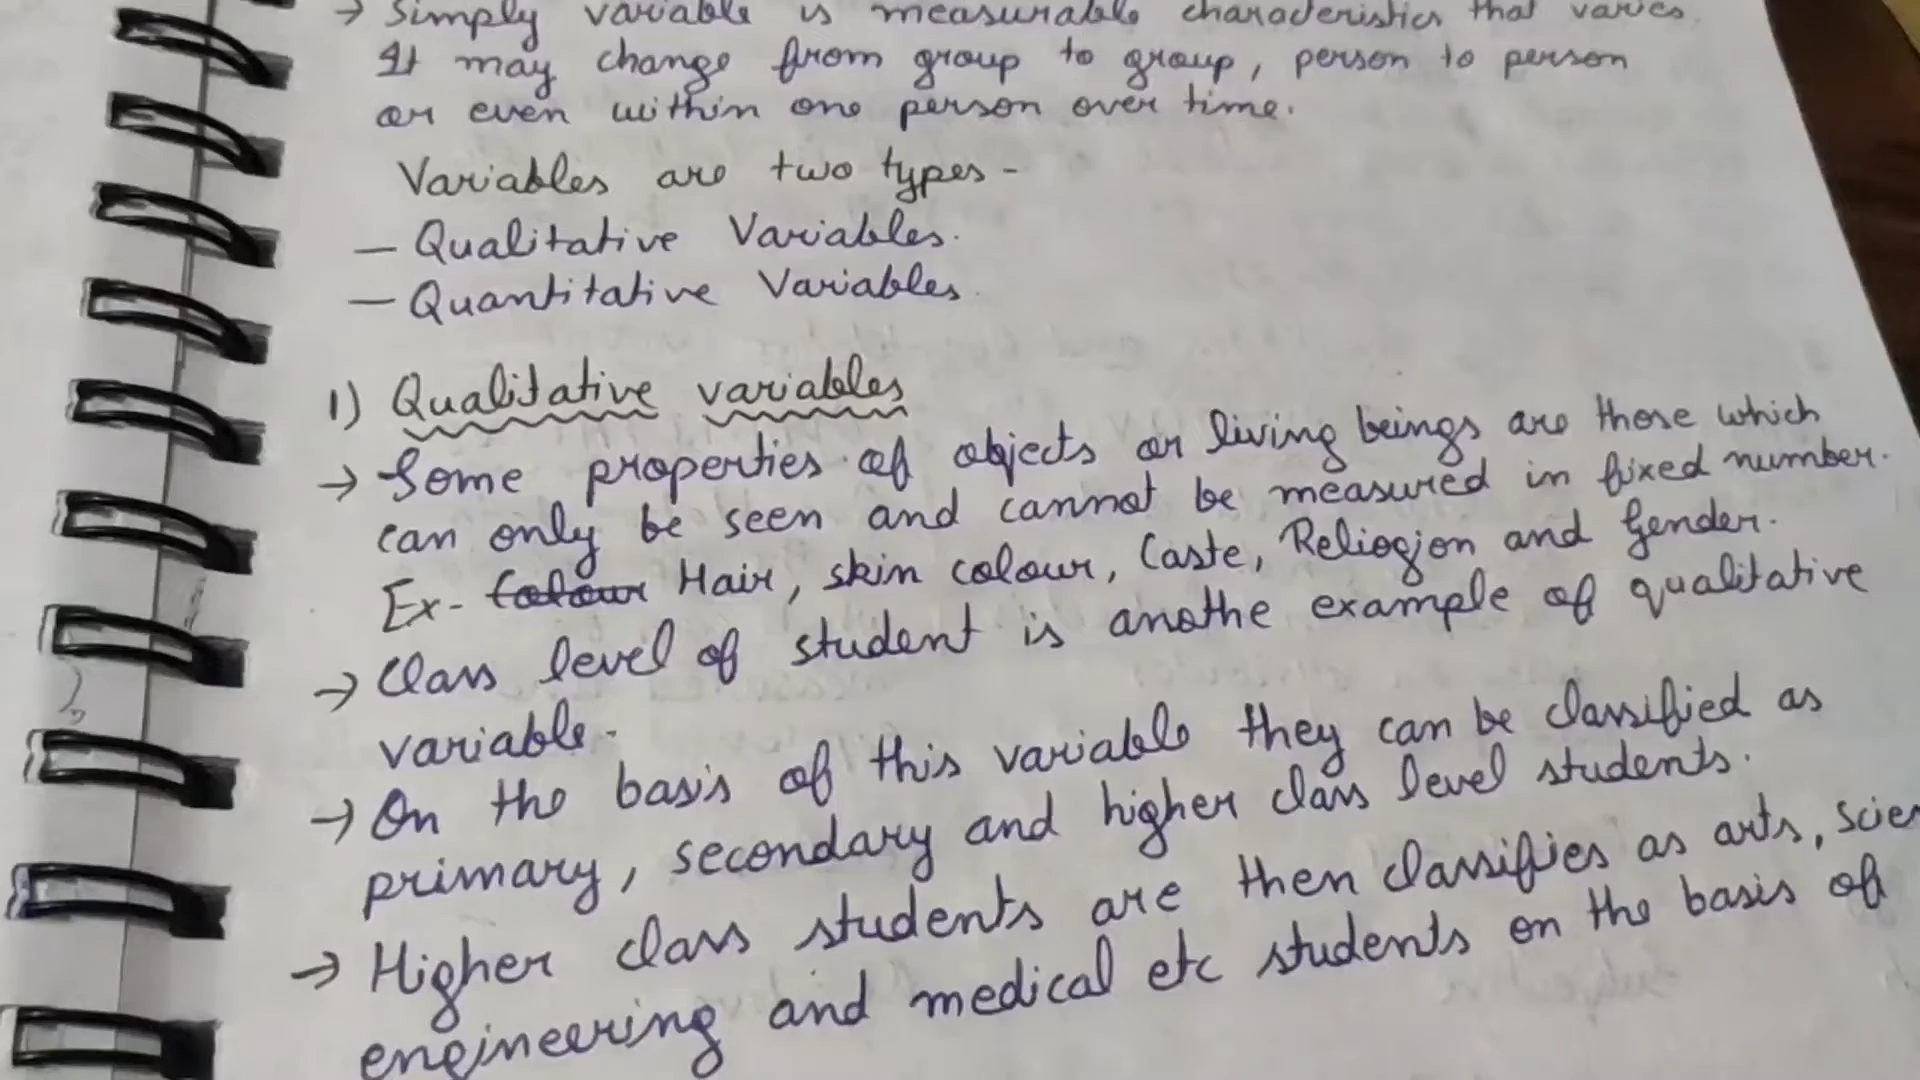 → Simply variable is measurable characteristics that varies.
It may change from group to group, person to person
or even within one person over time.
Variables are two types -
— Qualitative Variables.
— Quantitative Variables.
1) Qualitative variables
→ Some properties of objects or living beings are those which
can only be seen and cannot be measured in fixed number.
Ex- Colour Hair, skin colour, Caste, Religion and Gender.
→ Class level of student is anothe example of qualitative
variable.
→ On the basis of this variable they can be classified as
primary, secondary and higher class level students.
→ Higher class students are then classifies as arts, scien
engineering and medical etc students on the basis of